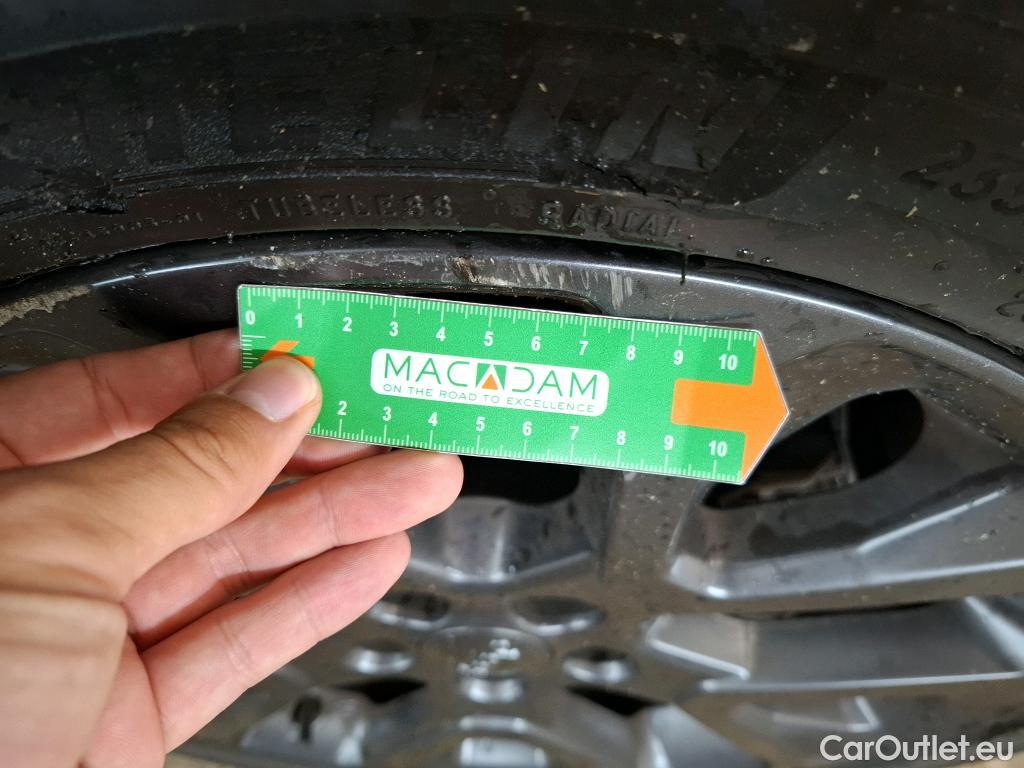 TUBELESS RADIAL
0 1 2 3 4 5 6 7 8 9 10
MACADAM
ON THE ROAD TO EXCELLENCE
2 3 4 5 6 7 8 9 10
CarOutlet.eu